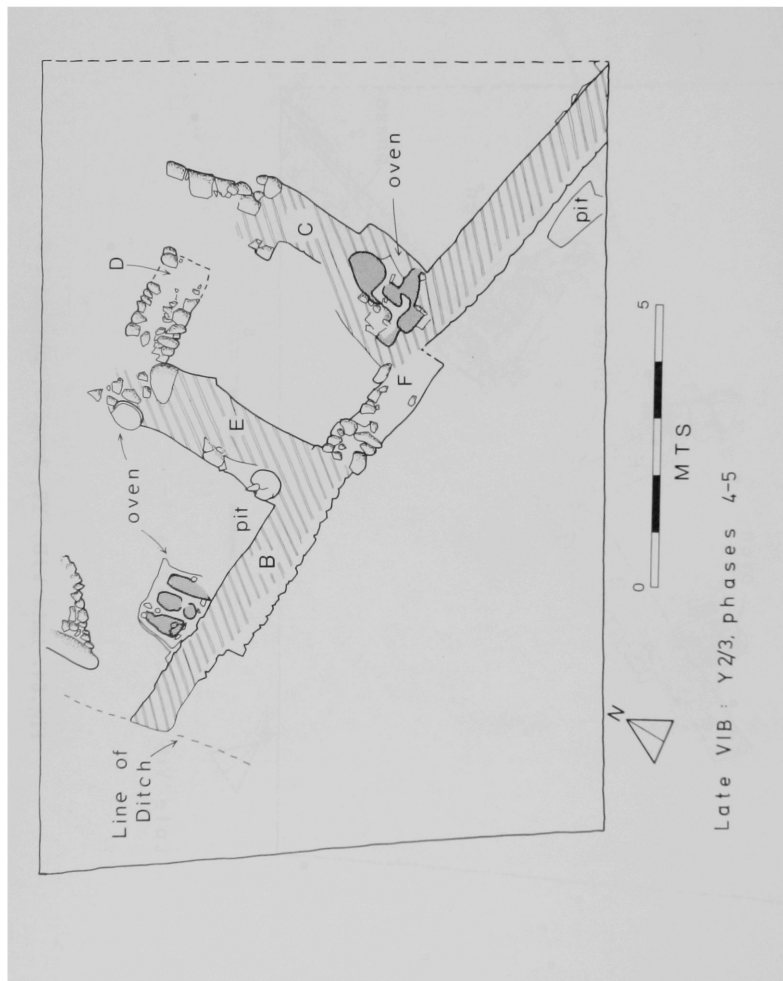 Line of
Ditch
oven
pit
B
E
D
F
C
oven
pit
N
0
5
MTS
Late VIB : Y2/3, phases 4-5